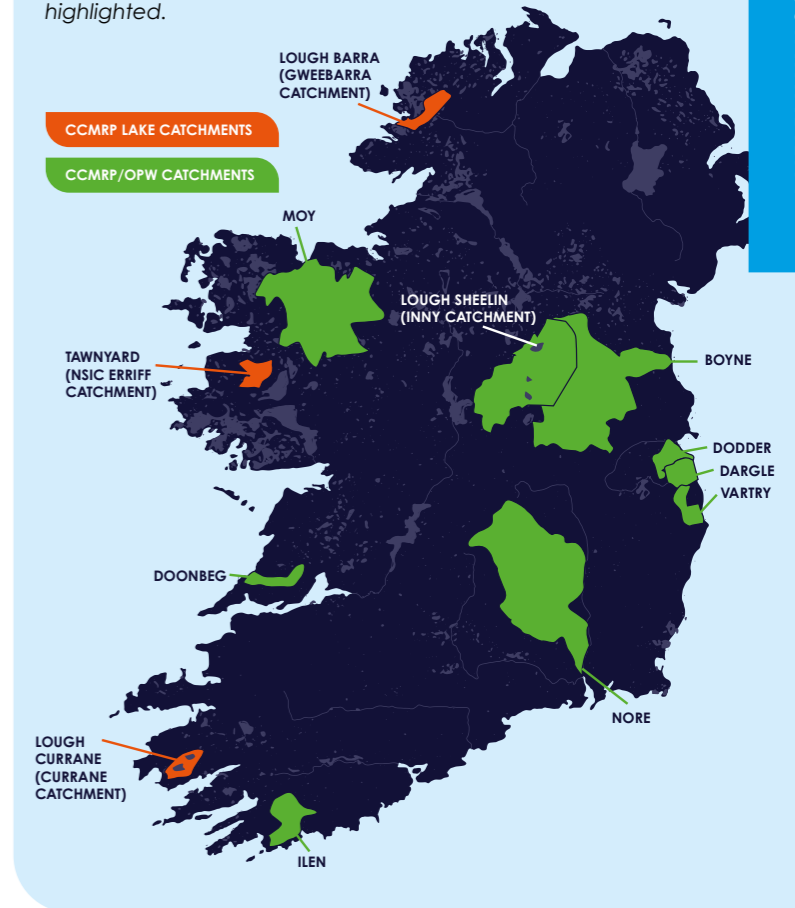 highlighted.
LOUGH BARRA
(GWEEBARRA
CATCHMENT)
CCMRP LAKE CATCHMENTS
CCMRP/OPW CATCHMENTS
MOY
LOUGH SHEELIN
(INNY CATCHMENT)
TAWNYARD
(NSIC ERRIFF
CATCHMENT)
BOYNE
DODDER
DARGLE
VARTRY
DOONBEG
NORE
LOUGH
CURRANE
(CURRANE
CATCHMENT)
ILEN